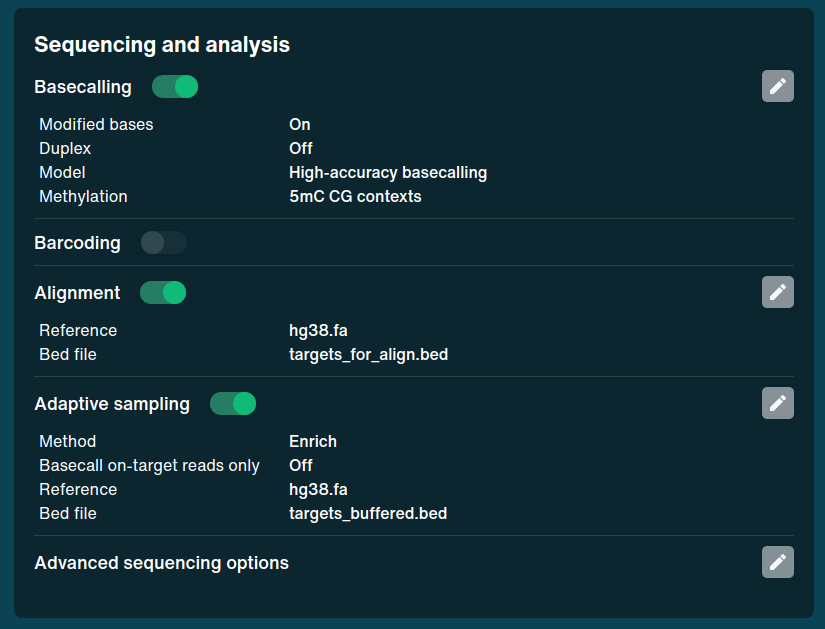 Sequencing and analysis
Basecalling
Modified bases On
Duplex Off
Model High-accuracy basecalling
Methylation 5mC CG contexts
Barcoding
Alignment
Reference hg38.fa
Bed file targets_for_align.bed
Adaptive sampling
Method Enrich
Basecall on-target reads only Off
Reference hg38.fa
Bed file targets_buffered.bed
Advanced sequencing options